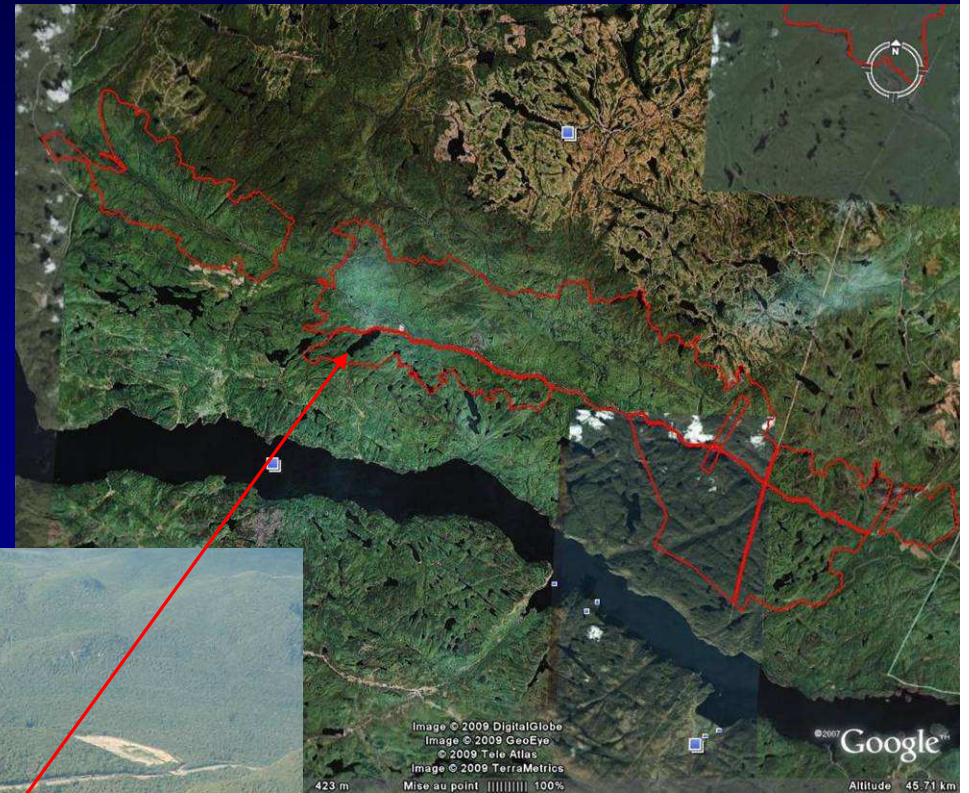 N
Image © 2009 DigitalGlobe
Image © 2009 GeoEye
© 2009 Tele Atlas
Image © 2009 TerraMetrics
©2007 Google™
423 m Mise au point |||||||||| 100% Altitude 45.71 km